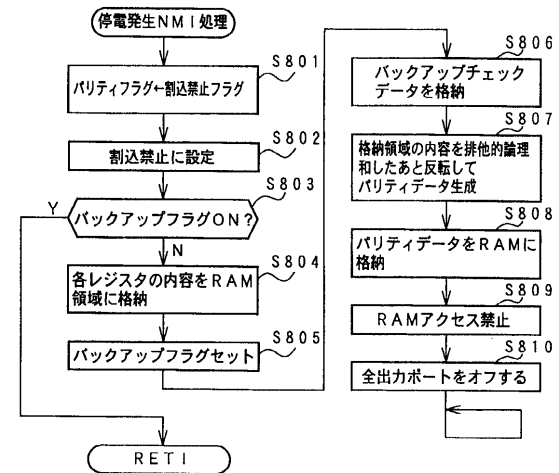 停電発生NMI処理
S801
パリティフラグ←割込禁止フラグ
S802
割込禁止に設定
S803
バックアップフラグON?
Y
N
S804
各レジスタの内容をRAM
領域に格納
S805
バックアップフラグセット
RETI
S806
バックアップチェック
データを格納
S807
格納領域の内容を排他的論理
和したあと反転して
パリティデータ生成
S808
パリティデータをRAMに
格納
S809
RAMアクセス禁止
S810
全出力ポートをオフする